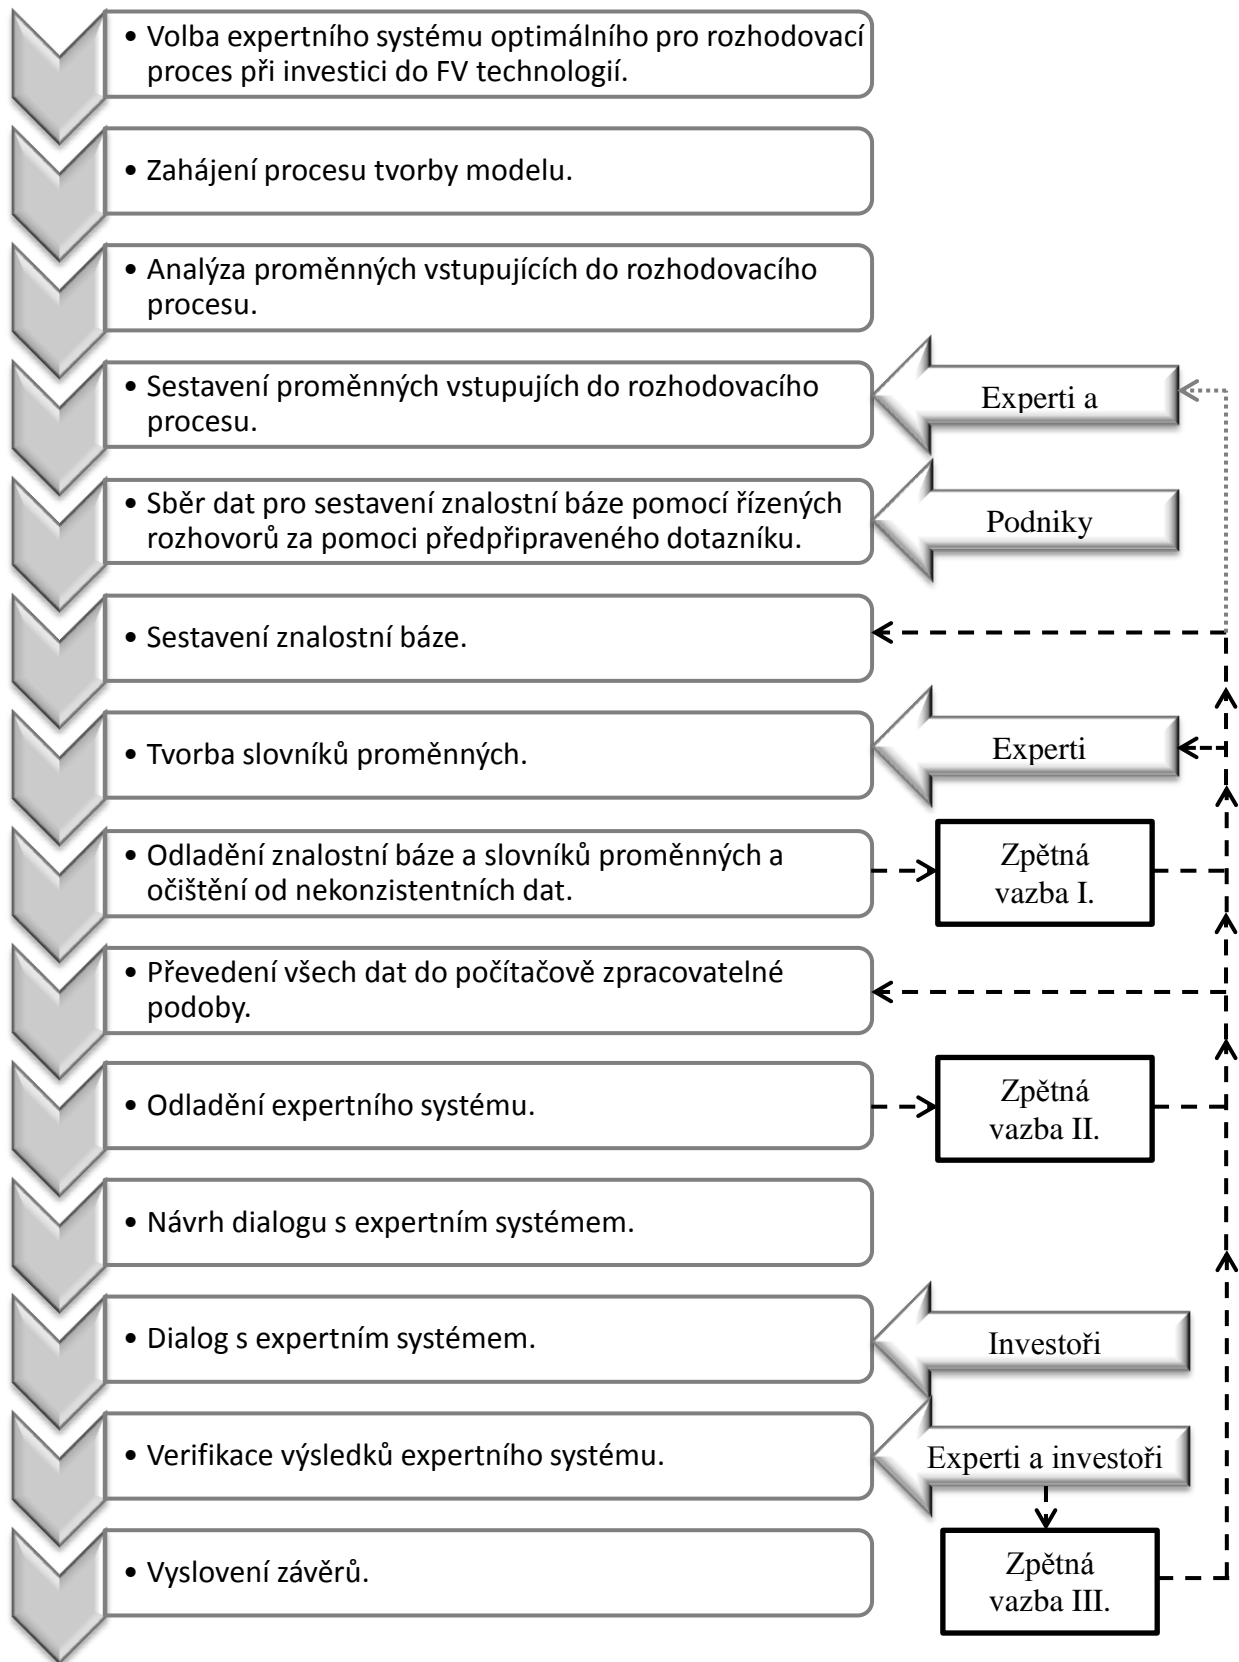 • Volba expertního systému optimálního pro rozhodovací
proces při investici do FV technologií.
• Zahájení procesu tvorby modelu.
• Analýza proměnných vstupujících do rozhodovacího
procesu.
• Sestavení proměnných vstupujích do rozhodovacího
procesu.
Experti a
• Sběr dat pro sestavení znalostní báze pomocí řízených
rozhovorů za pomoci předpřipraveného dotazníku.
Podniky
• Sestavení znalostní báze.
• Tvorba slovníků proměnných.
Experti
• Odladění znalostní báze a slovníků proměnných a
očištění od nekonzistentních dat.
Zpětná
vazba I.
• Převedení všech dat do počítačově zpracovatelné
podoby.
• Odladění expertního systému.
Zpětná
vazba II.
• Návrh dialogu s expertním systémem.
• Dialog s expertním systémem.
Investoři
• Verifikace výsledků expertního systému.
Experti a investoři
• Vyslovení závěrů.
Zpětná
vazba III.